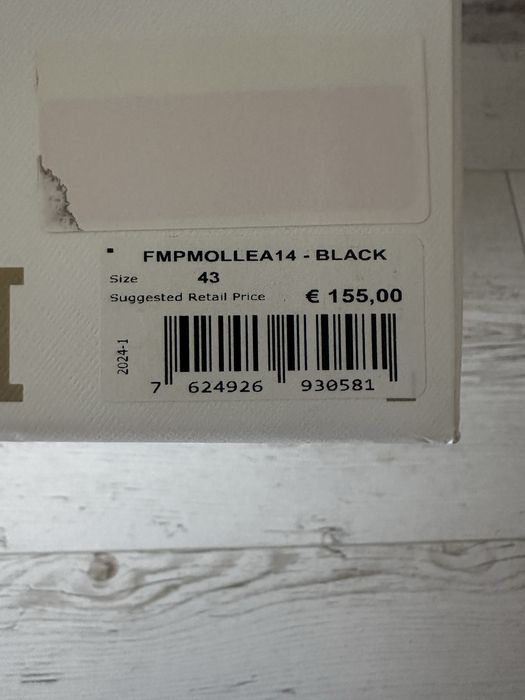 FMPMOLLEA14 - BLACK
Size 43
Suggested Retail Price € 155,00
2024-1
7 624926 930581